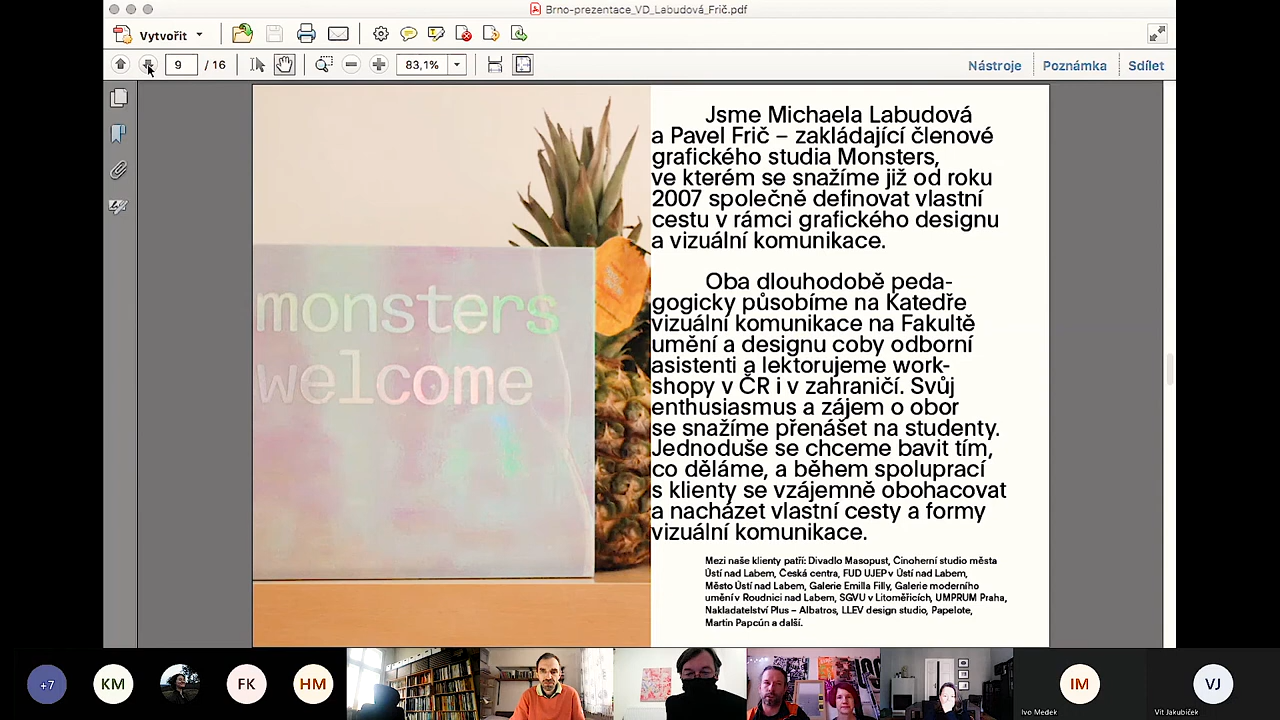 Brno-prezentace_VD_Labudová_Frič.pdf
Vytvořit
9 / 16
83,1%
Nástroje
Poznámka
Sdílet
monsters
welcome
Jsme Michaela Labudová
a Pavel Frič – zakládající členové
grafického studia Monsters,
ve kterém se snažíme již od roku
2007 společně definovat vlastní
cestu v rámci grafického designu
a vizuální komunikace.
Oba dlouhodobě peda-
gogicky působíme na Katedře
vizuální komunikace na Fakultě
umění a designu coby odborní
asistenti a lektorujeme work-
shopy v ČR i v zahraničí. Svůj
enthusiasmus a zájem o obor
se snažíme přenášet na studenty.
Jednoduše se chceme bavit tím,
co děláme, a během spoluprací
s klienty se vzájemně obohacovat
a nacházet vlastní cesty a formy
vizuální komunikace.
Mezi naše klienty patří: Divadlo Masopust, Činoherní studio města
Ústí nad Labem, Česká centra, FUD UJEP v Ústí nad Labem,
Město Ústí nad Labem, Galerie Emilla Filly, Galerie moderního
umění v Roudnici nad Labem, SGVU v Litoměřicích, UMPRUM Praha,
Nakladatelství Plus – Albatros, LLEV design studio, Papelote,
Martin Papcún a další.
+7
KM
FK
HM
IM
Ivo Medek
VJ
Vít Jakubíček